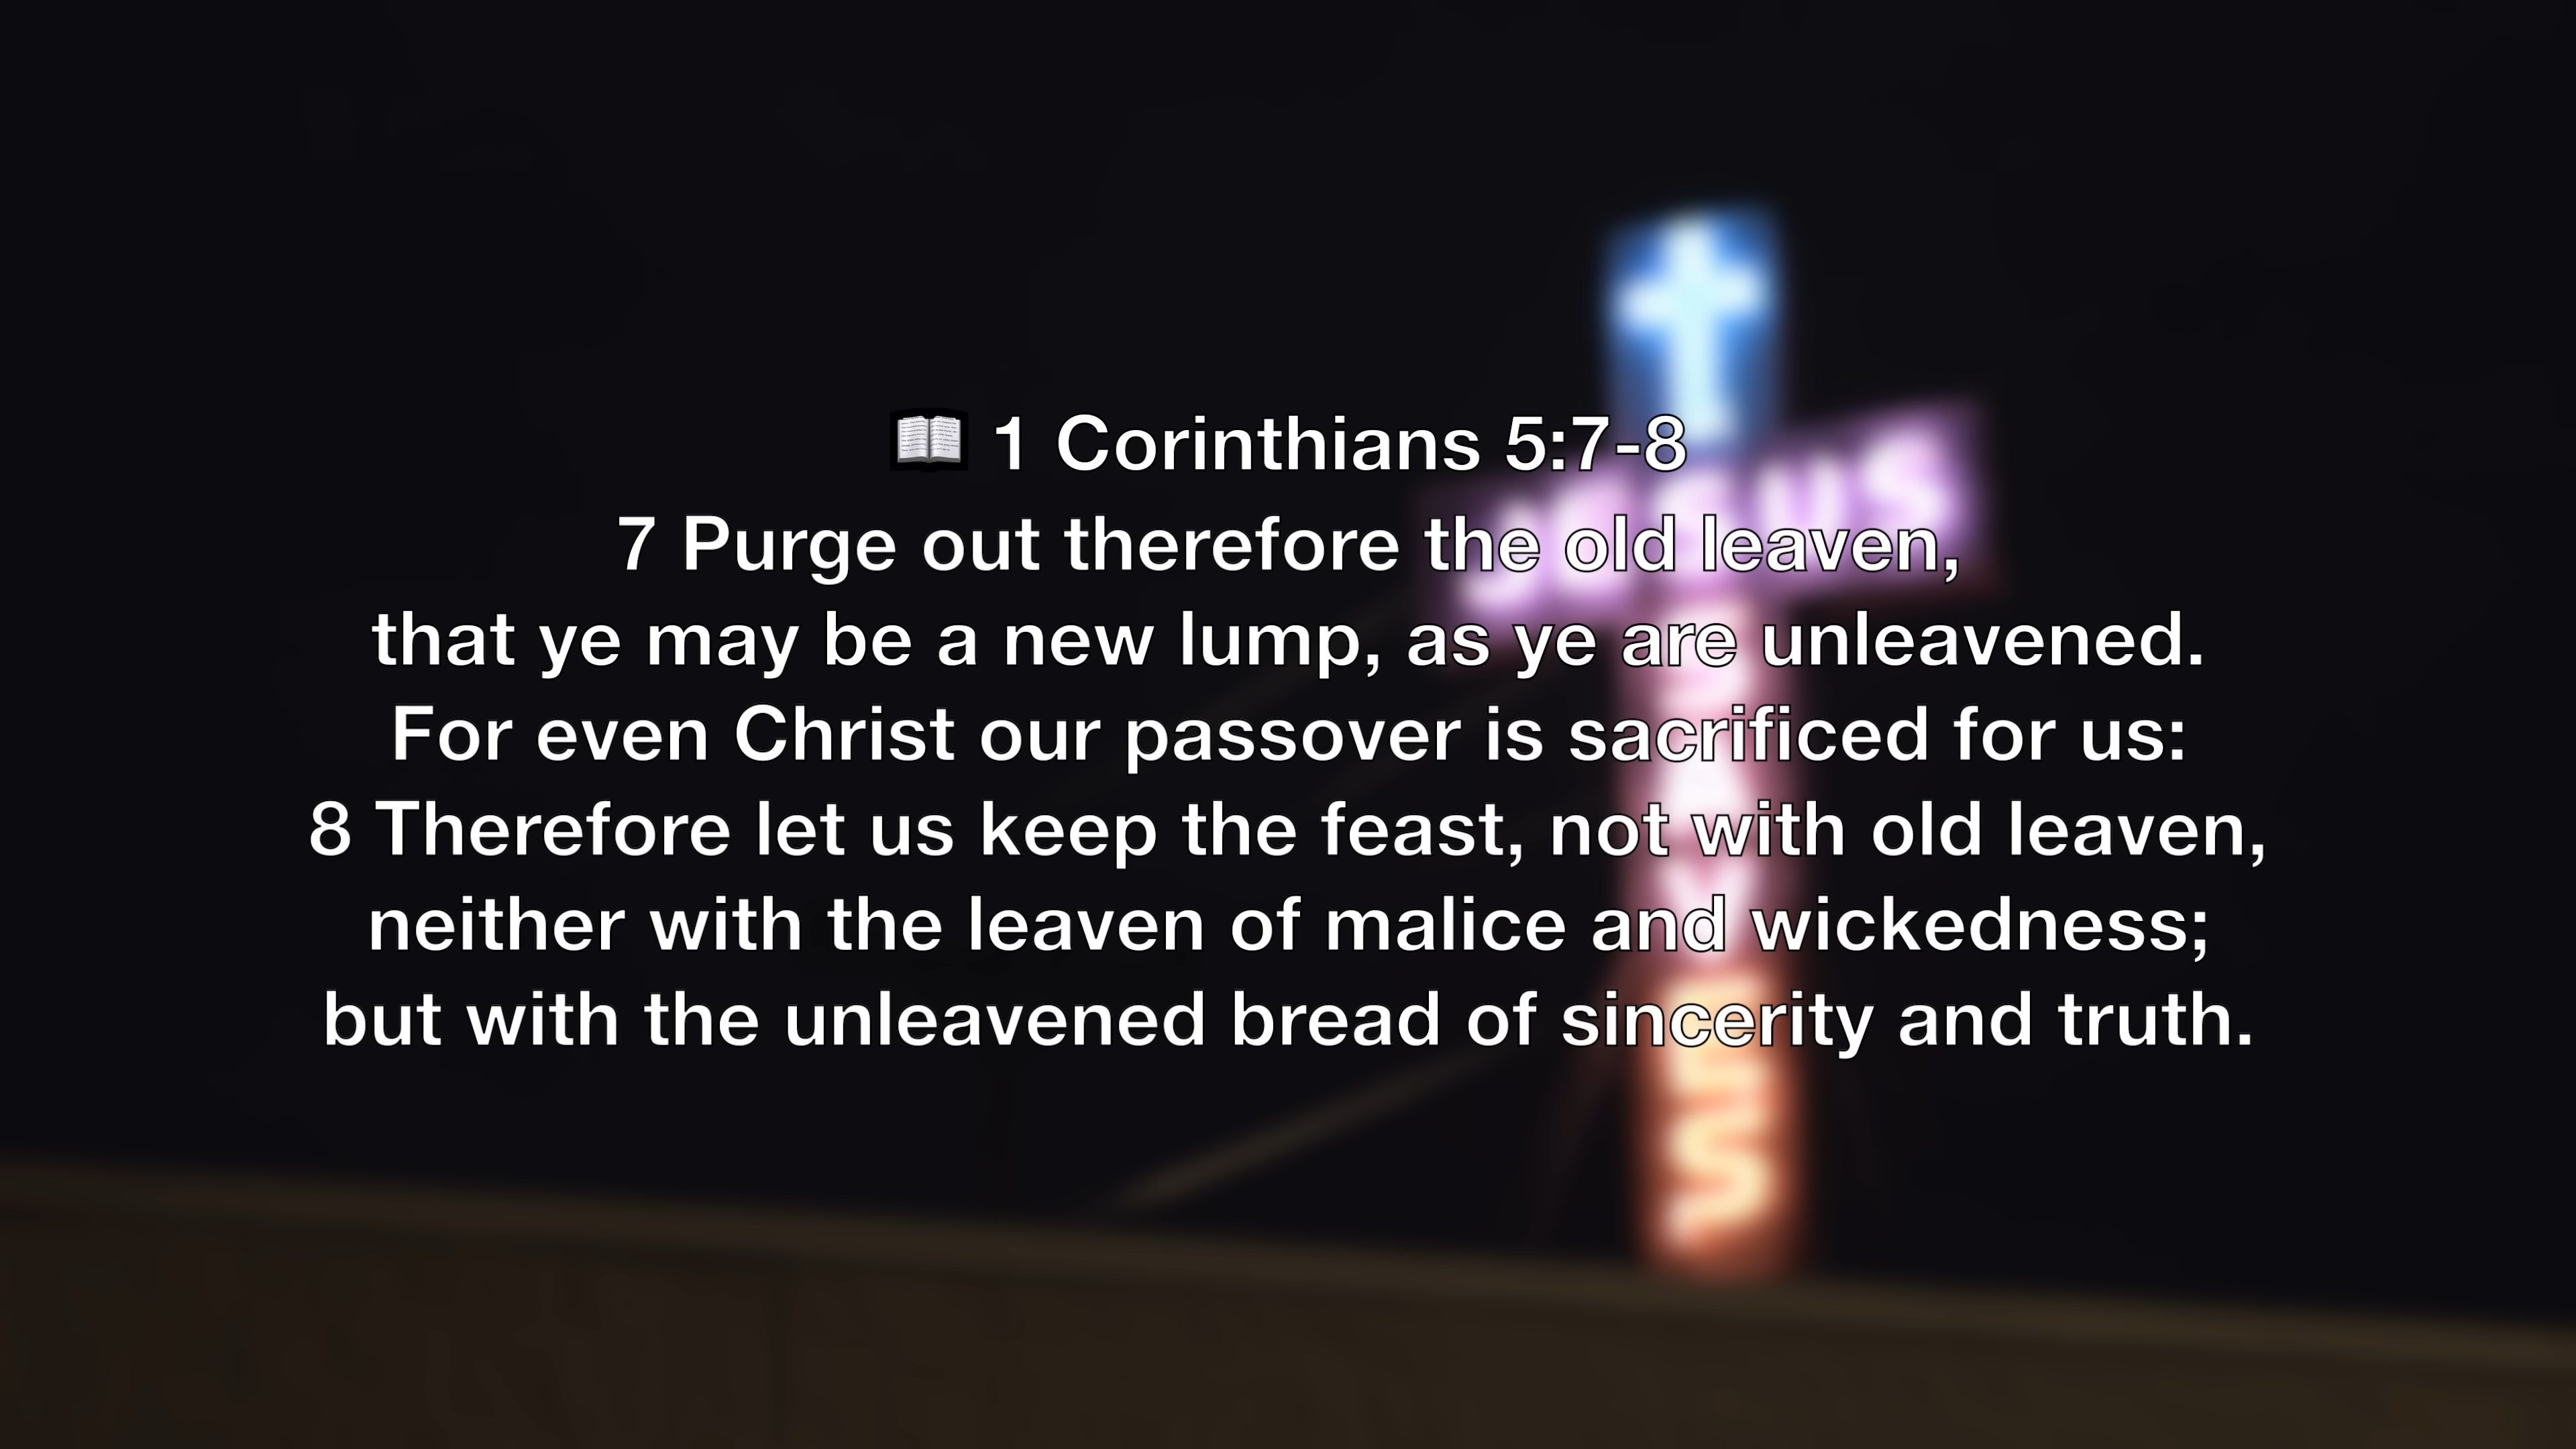 📖 1 Corinthians 5:7-8
7 Purge out therefore the old leaven,
that ye may be a new lump, as ye are unleavened.
For even Christ our passover is sacrificed for us:
8 Therefore let us keep the feast, not with old leaven,
neither with the leaven of malice and wickedness;
but with the unleavened bread of sincerity and truth.
JESUS
SAVES